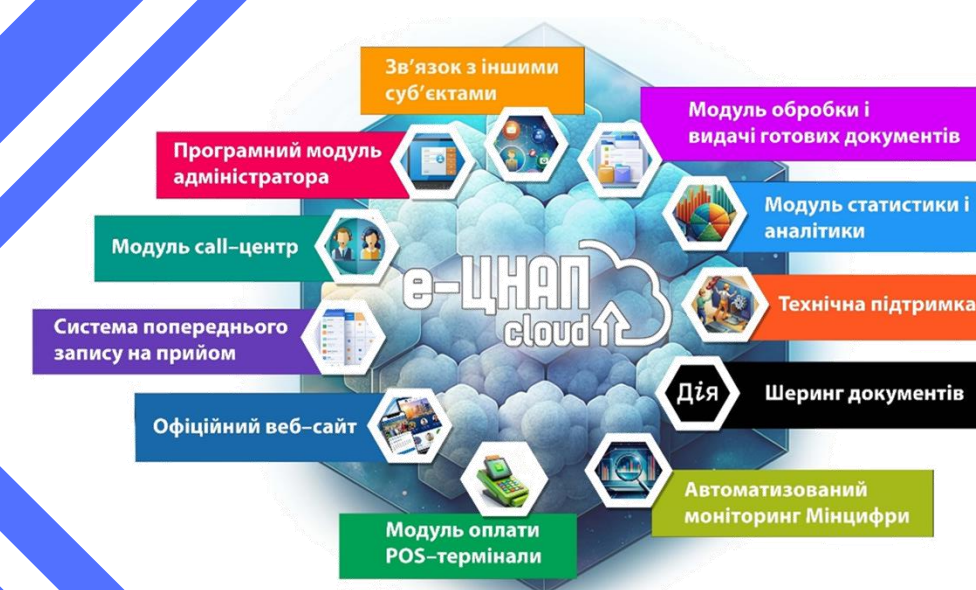 Зв’язок з іншими
суб’єктами
Модуль обробки і
видачі готових документів
Програмний модуль
адміністратора
Модуль статистики і
аналітики
Модуль call–центр
е–ЦНАП
cloud
Технічна підтримка
Система попереднього
запису на прийом
Дія
Шеринг документів
Офіційний веб–сайт
Автоматизований
моніторинг Мінцифри
Модуль оплати
POS–термінали